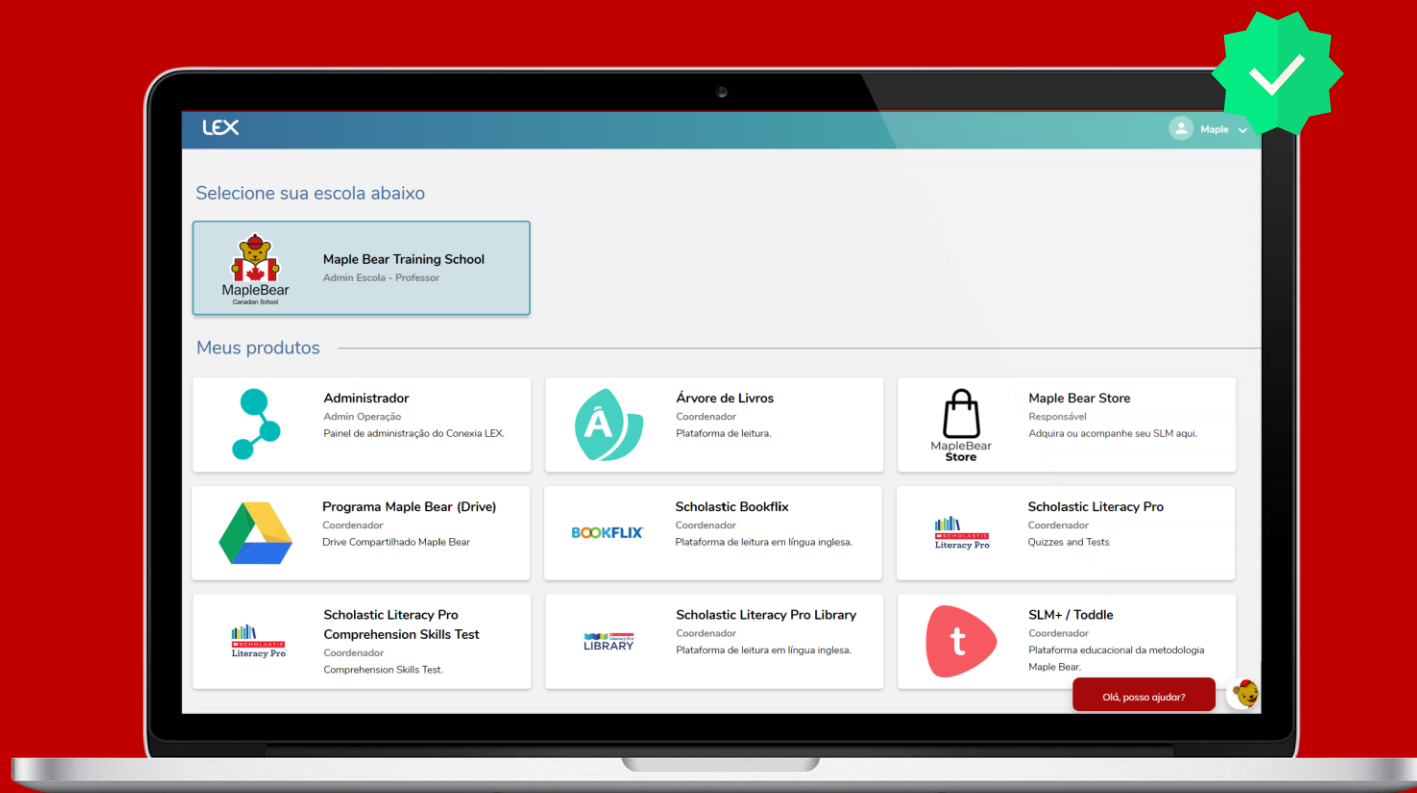 LEX
Maple
Selecione sua escola abaixo
MapleBear
Canadian School
Maple Bear Training School
Admin Escola - Professor
Meus produtos
Administrador
Admin Operação
Painel de administração do Conexia LEX.
Á
Árvore de Livros
Coordenador
Plataforma de leitura.
MapleBear
Store
Maple Bear Store
Responsável
Adquira ou acompanhe seu SLM aqui.
Programa Maple Bear (Drive)
Coordenador
Drive Compartilhado Maple Bear
BOOKFLIX
Scholastic Bookflix
Coordenador
Plataforma de leitura em língua inglesa.
SCHOLASTIC
Literacy Pro
Scholastic Literacy Pro
Coordenador
Quizzes and Tests
SCHOLASTIC
Literacy Pro
Scholastic Literacy Pro
Comprehension Skills Test
Coordenador
Comprehension Skills Test.
Literacy Pro
LIBRARY
Scholastic Literacy Pro Library
Coordenador
Plataforma de leitura em língua inglesa.
t
SLM+ / Toddle
Coordenador
Plataforma educacional da metodologia
Maple Bear.
Olá, posso ajudar?